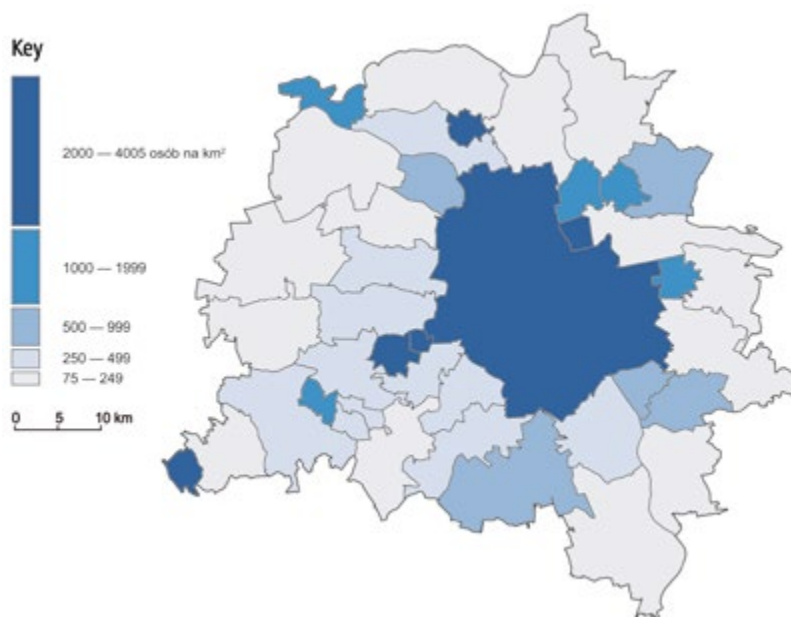 Key
2000 — 4005 osób na km²
1000 — 1999
500 — 999
250 — 499
75 — 249
0 5 10 km